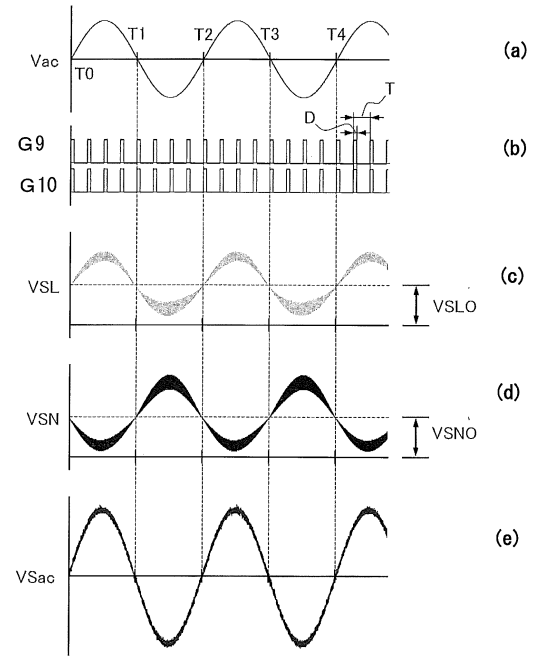 T1 T2 T3 T4
(a)
Vac
T0
T
D
G9
(b)
G10
(c)
VSL
VSLO
(d)
VSN
VSNO
(e)
VSac